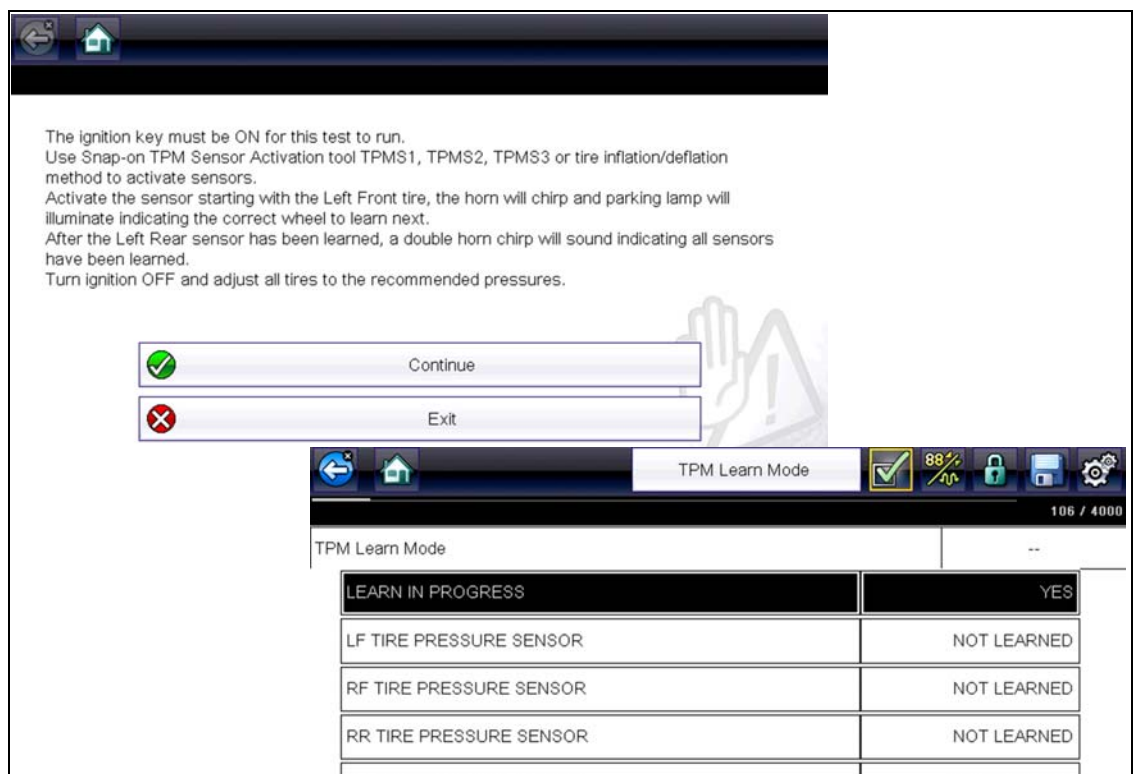 The ignition key must be ON for this test to run.
Use Snap-on TPM Sensor Activation tool TPMS1, TPMS2, TPMS3 or tire inflation/deflation
method to activate sensors.
Activate the sensor starting with the Left Front tire, the horn will chirp and parking lamp will
illuminate indicating the correct wheel to learn next.
After the Left Rear sensor has been learned, a double horn chirp will sound indicating all sensors
have been learned.
Turn ignition OFF and adjust all tires to the recommended pressures.
Continue
Exit
TPM Learn Mode
88
106 / 4000
TPM Learn Mode --
LEARN IN PROGRESS YES
LF TIRE PRESSURE SENSOR NOT LEARNED
RF TIRE PRESSURE SENSOR NOT LEARNED
RR TIRE PRESSURE SENSOR NOT LEARNED